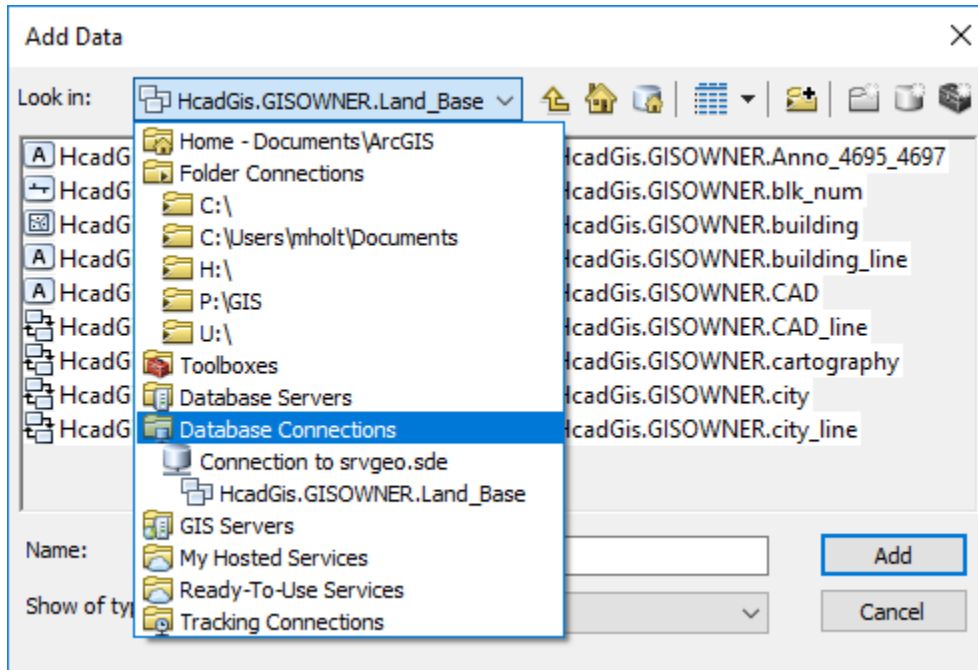 Add Data
Look in:
HcadGis.GISOWNER.Land_Base
Home - Documents\ArcGIS
Folder Connections
C:\
C:\Users\mholt\Documents
H:\
P:\GIS
U:\
Toolboxes
Database Servers
Database Connections
Connection to srvgeo.sde
HcadGis.GISOWNER.Land_Base
GIS Servers
My Hosted Services
Ready-To-Use Services
Tracking Connections
A HcadG
HcadG
HcadG
A HcadG
A HcadG
HcadG
HcadG
HcadG
HcadG
HcadGis.GISOWNER.Anno_4695_4697
HcadGis.GISOWNER.blk_num
HcadGis.GISOWNER.building
HcadGis.GISOWNER.building_line
HcadGis.GISOWNER.CAD
HcadGis.GISOWNER.CAD_line
HcadGis.GISOWNER.cartography
HcadGis.GISOWNER.city
HcadGis.GISOWNER.city_line
Name:
Add
Show of typ
Cancel